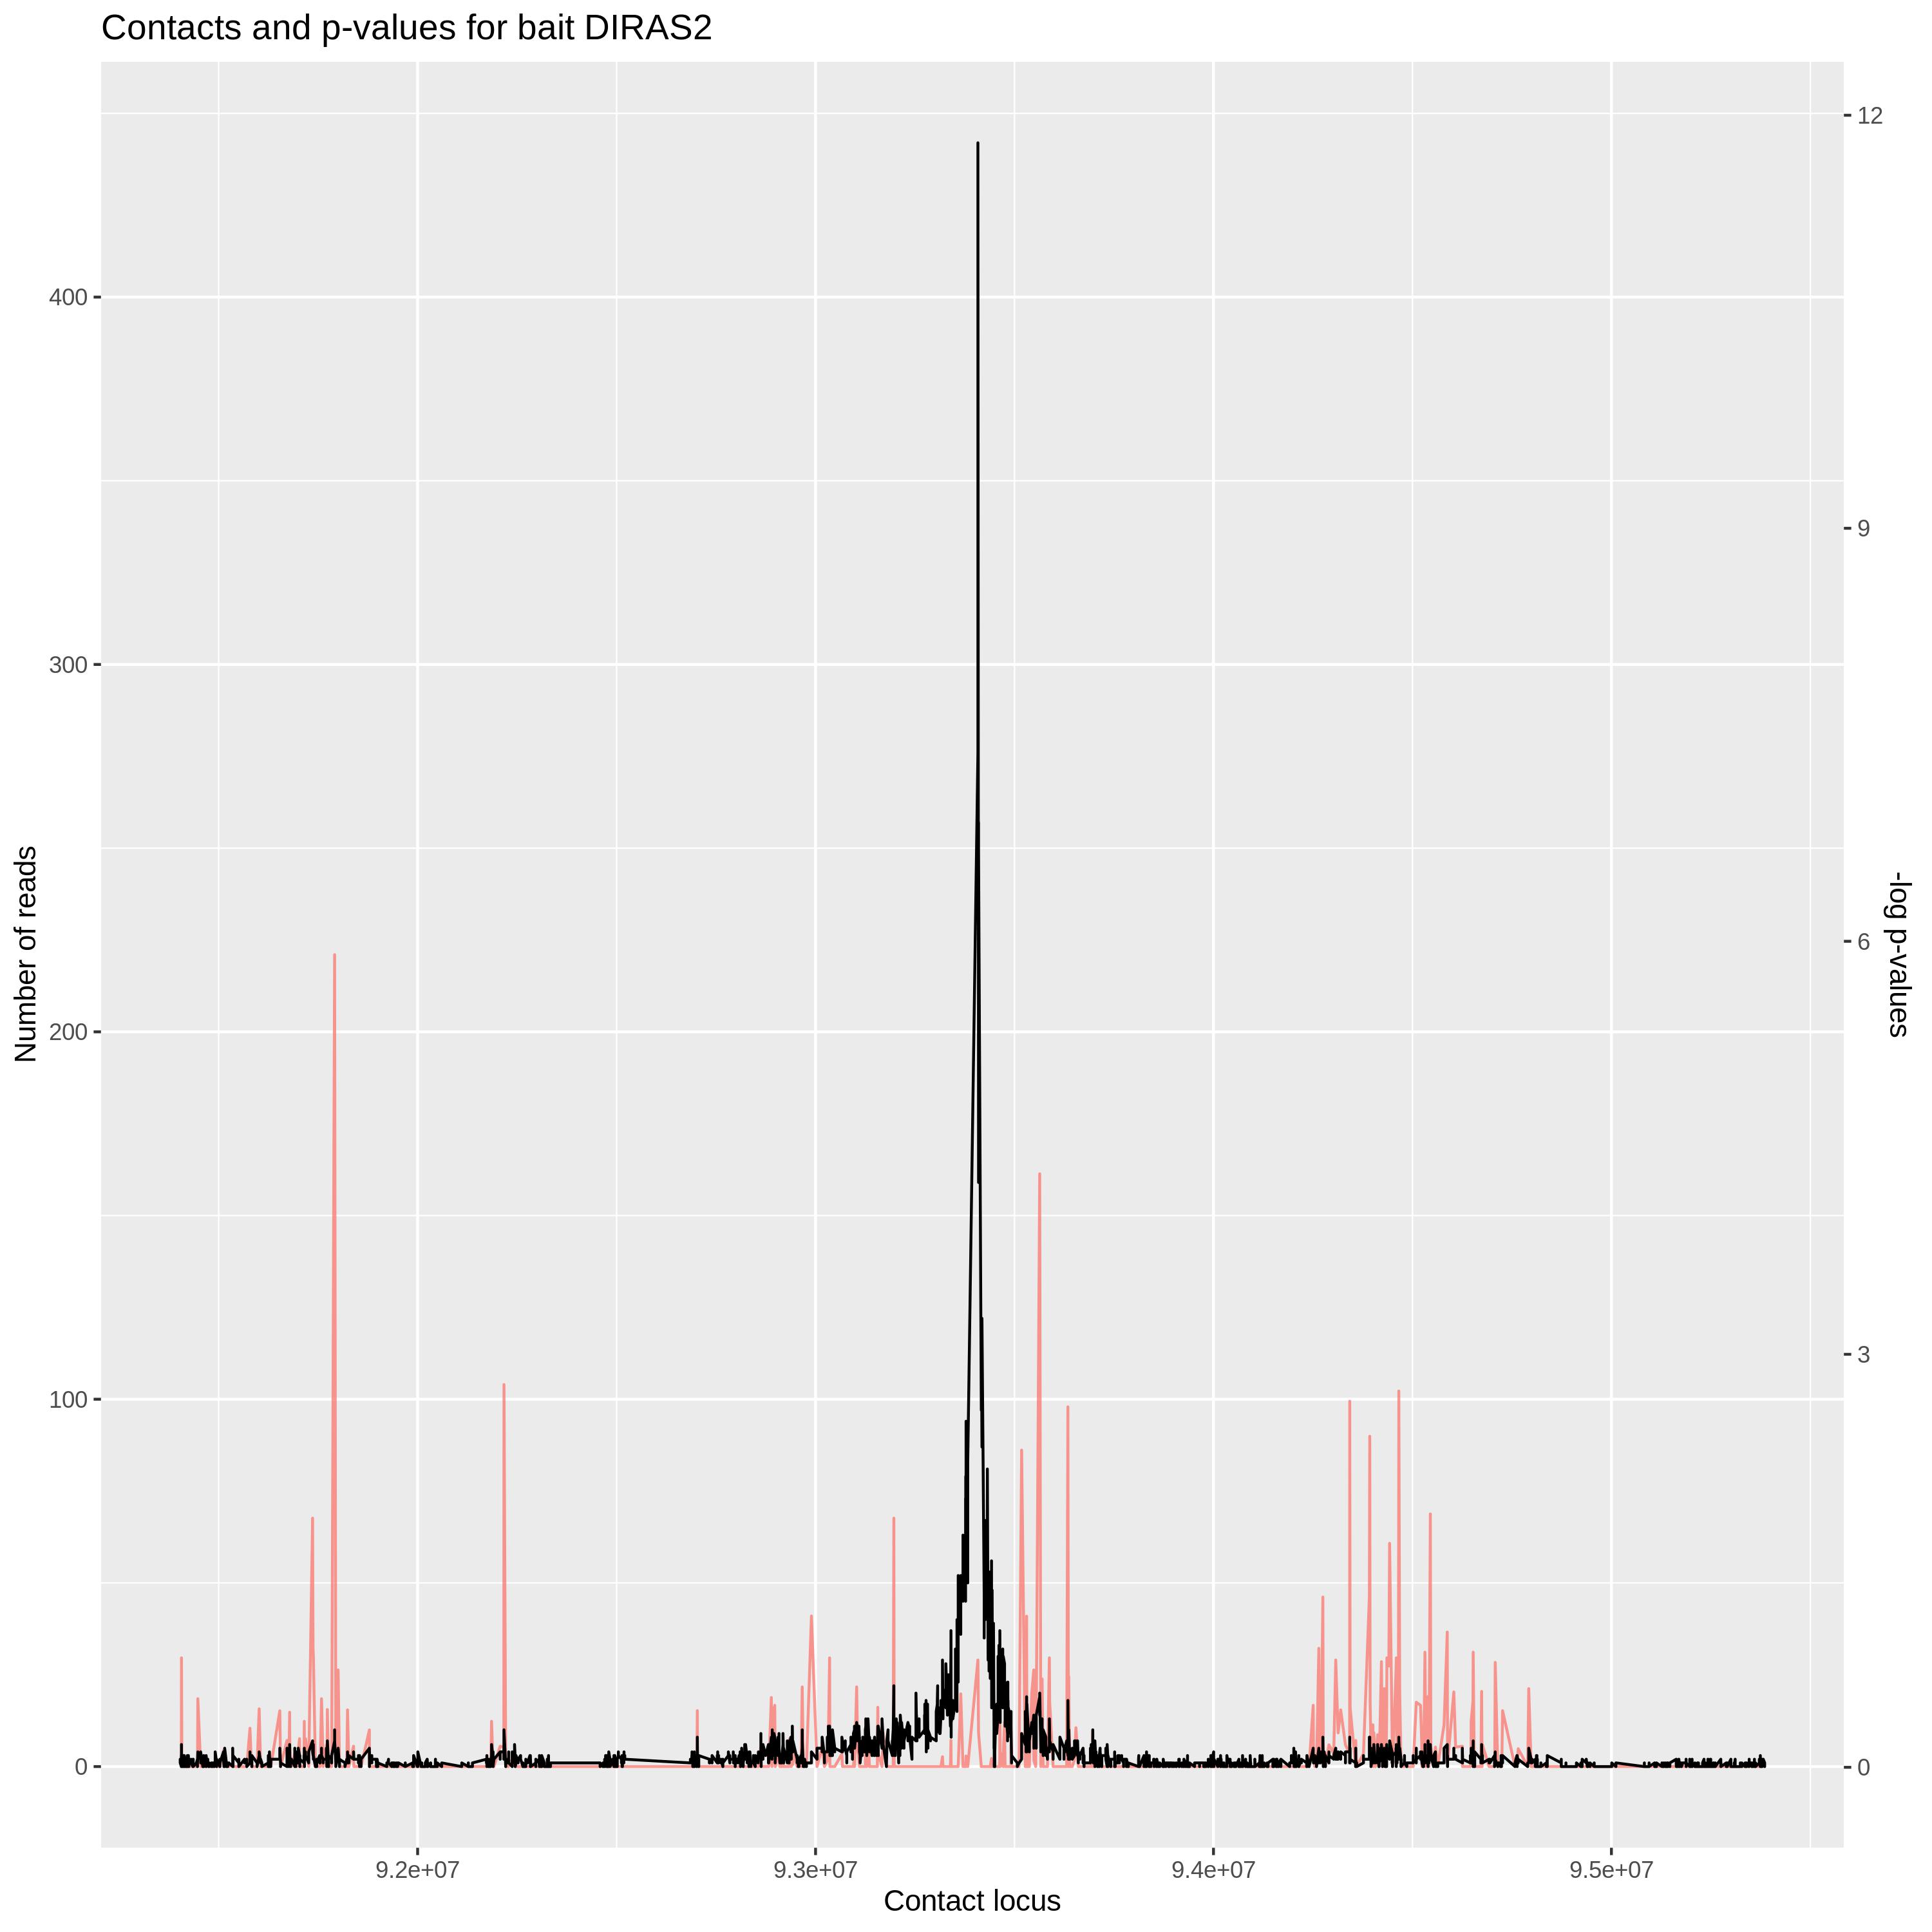 Contacts and p-values for bait DIRAS2
Number of reads
400
300
200
100
0
12
9
6
3
0
-log p-values
9.2e+07
9.3e+07
9.4e+07
9.5e+07
Contact locus